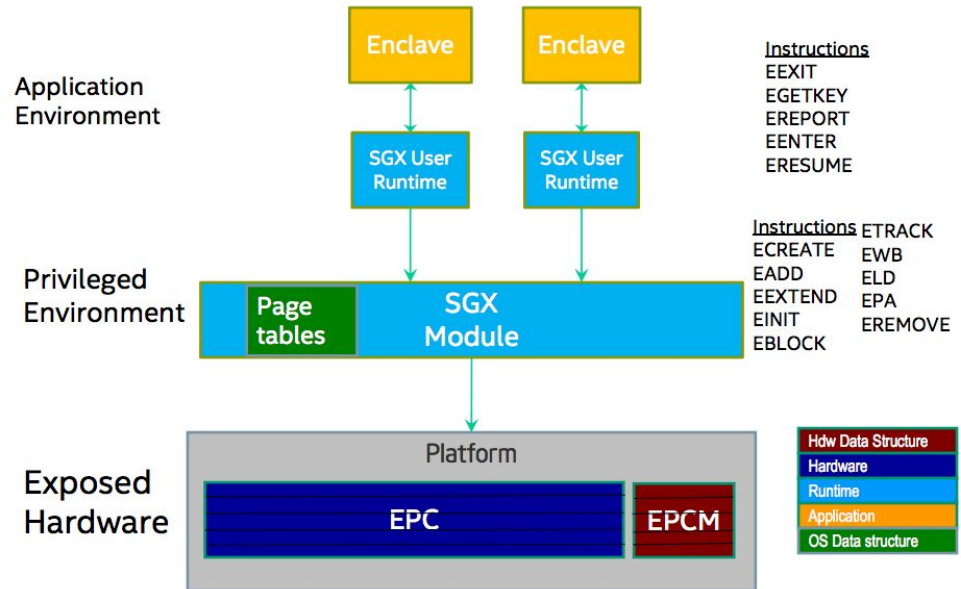 Application
Environment
Enclave
Enclave
SGX User
Runtime
SGX User
Runtime
Instructions
EEXIT
EGETKEY
EREPORT
EENTER
ERESUME
Privileged
Environment
Page
tables
SGX
Module
Instructions
ECREATE
EADD
EEXTEND
EINIT
EBLOCK
ETRACK
EWB
ELD
EPA
EREMOVE
Exposed
Hardware
Platform
EPC
EPCM
Hdw Data Structure
Hardware
Runtime
Application
OS Data structure